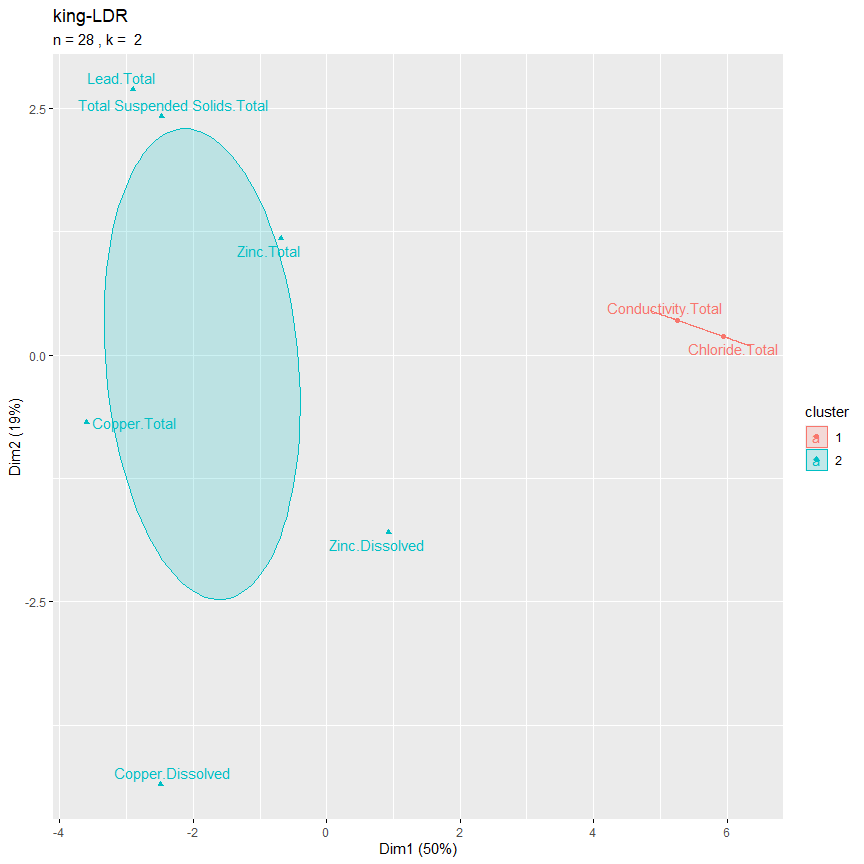 king-LDR
n = 28 , k =  2
Lead.Total
Total Suspended Solids.Total
Zinc.Total
Conductivity.Total
Chloride.Total
Copper.Total
Zinc.Dissolved
Copper.Dissolved
2.5
0.0
-2.5
Dim2 (19%)
-4
-2
0
2
4
6
Dim1 (50%)
cluster
a 1
a 2